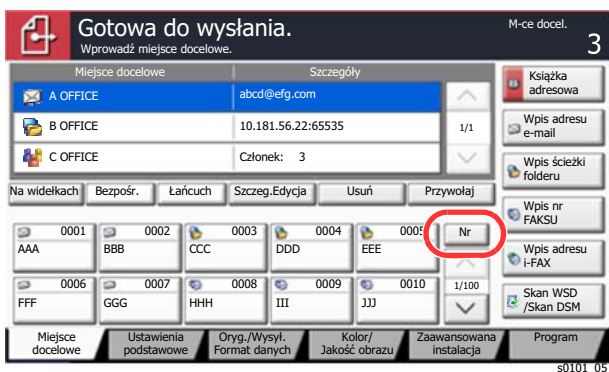 Gotowa do wysłania.
Wprowadź miejsce docelowe.
M-ce docel.
3
Miejsce docelowe Szczegóły
A OFFICE abcd@efg.com
B OFFICE 10.181.56.22:65535
C OFFICE Członek: 3
1/1
Na widełkach Bezpośr. Łańcuch Szczeg.Edycja Usuń Przywołaj
0001 0002 0003 0004 0005
AAA BBB CCC DDD EEE
Nr
0006 0007 0008 0009 0010
FFF GGG HHH III JJJ
1/100
Książka
adresowa
Wpis adresu
e-mail
Wpis ścieżki
folderu
Wpis nr
FAKSU
Wpis adresu
i-FAX
Skan WSD
/Skan DSM
Miejsce
docelowe
Ustawienia
podstawowe
Oryg./Wysył.
Format danych
Kolor/
Jakość obrazu
Zaawansowana
instalacja
Program
s0101_05